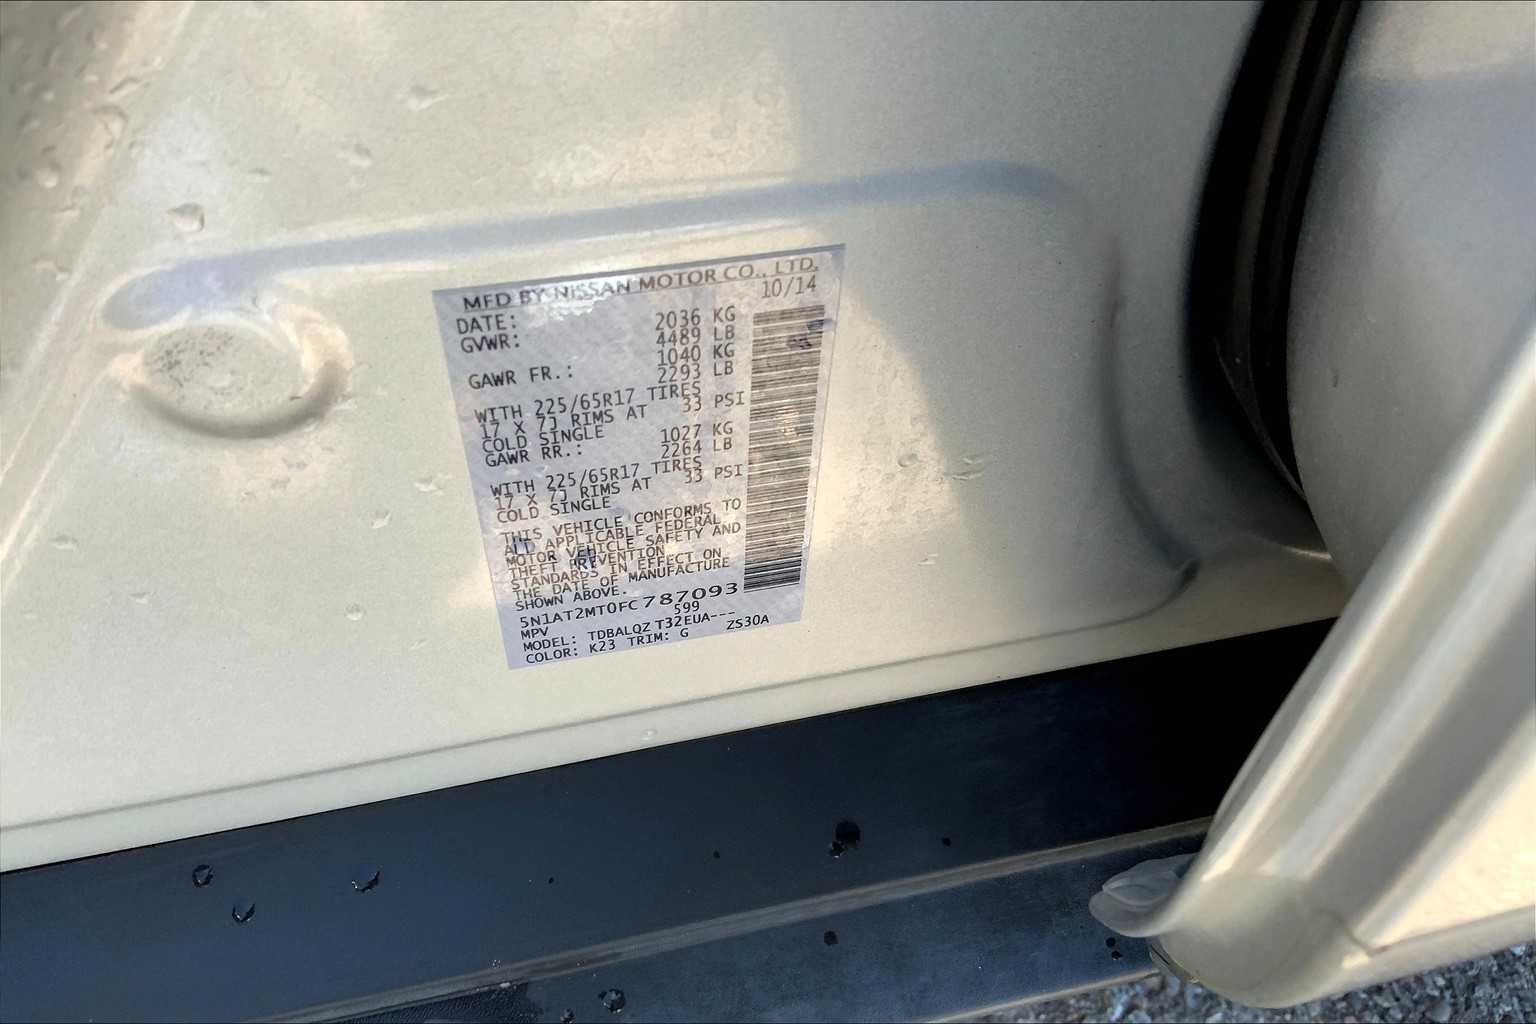 MFD BY NISSAN MOTOR CO., LTD.
DATE: 10/14
GVWR: 2036 KG
4489 LB
GAWR FR.: 1040 KG
2293 LB
WITH 225/65R17 TIRES
17 X 7J RIMS AT 33 PSI
COLD SINGLE
GAWR RR.: 1027 KG
2264 LB
WITH 225/65R17 TIRES
17 X 7J RIMS AT 33 PSI
COLD SINGLE
THIS VEHICLE CONFORMS TO
ALL APPLICABLE FEDERAL
MOTOR VEHICLE SAFETY AND
THEFT PREVENTION
STANDARDS IN EFFECT ON
THE DATE OF MANUFACTURE
SHOWN ABOVE.
5N1AT2MT0FC787093
MPV 599
MODEL: TDBALQZ T32EUA---
COLOR: K23 TRIM: G ZS30A